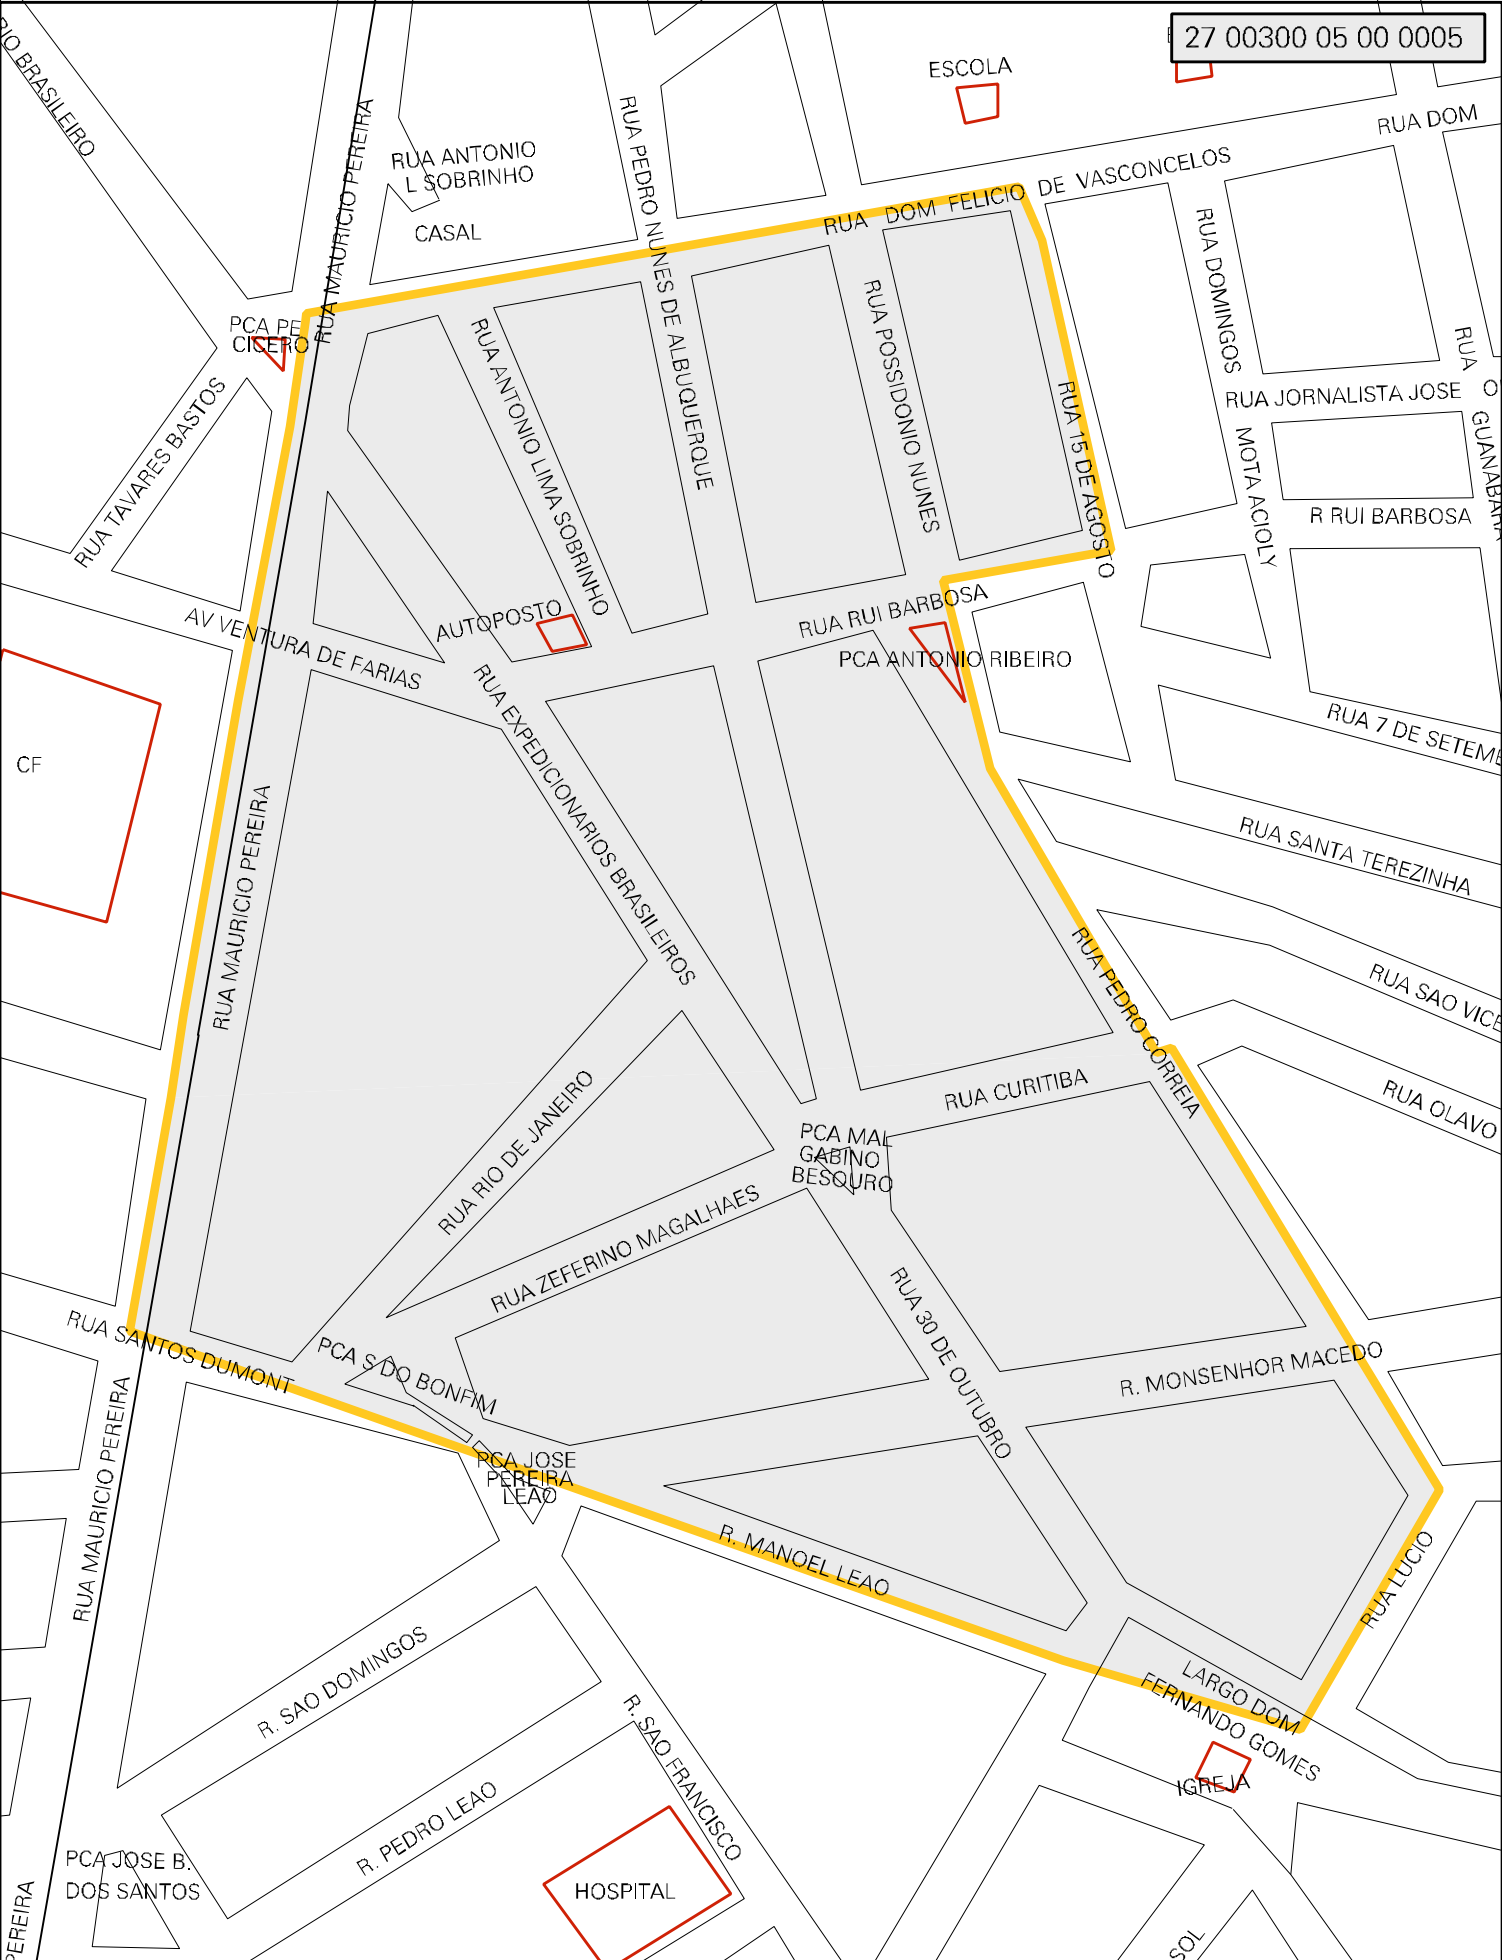 27 00300 05 00 0005
ESCOLA
RUA DOM
RIO BRASILEIRO
RUA MAURICIO PEREIRA
RUA ANTONIO
L SOBRINHO
CASAL
RUA PEDRO NUNES DE ALBUQUERQUE
RUA DOM FELICIO DE VASCONCELOS
RUA DOMINGOS
MOTA ACIOLY
PCA PE
CICERO
RUA TAVARES BASTOS
RUA ANTONIO LIMA SOBRINHO
RUA POSSIDONIO NUNES
RUA 15 DE AGOSTO
RUA JORNALISTA JOSE O
RUA
GUANABARA
R RUI BARBOSA
AV VENTURA DE FARIAS
AUTOPOSTO
RUA RUI BARBOSA
PCA ANTONIO RIBEIRO
RUA 7 DE SETEMB
CF
RUA EXPEDICIONARIOS BRASILEIROS
RUA MAURICIO PEREIRA
RUA SANTA TEREZINHA
RUA PEDRO CORREIA
RUA SAO VICE
RUA CURITIBA
RUA OLAVO
RUA RIO DE JANEIRO
PCA MAL
GABINO
BESOURO
RUA ZEFERINO MAGALHAES
RUA 30 DE OUTUBRO
RUA SANTOS DUMONT
PCA S DO BONFIM
R. MONSENHOR MACEDO
RUA MAURICIO PEREIRA
PCA JOSE
PEREIRA
LEAO
R. MANOEL LEAO
RUA LUCIO
R. SAO DOMINGOS
LARGO DOM
FERNANDO GOMES
IGREJA
R. SAO FRANCISCO
R. PEDRO LEAO
PCA JOSE B.
DOS SANTOS
HOSPITAL
PEREIRA
SOL